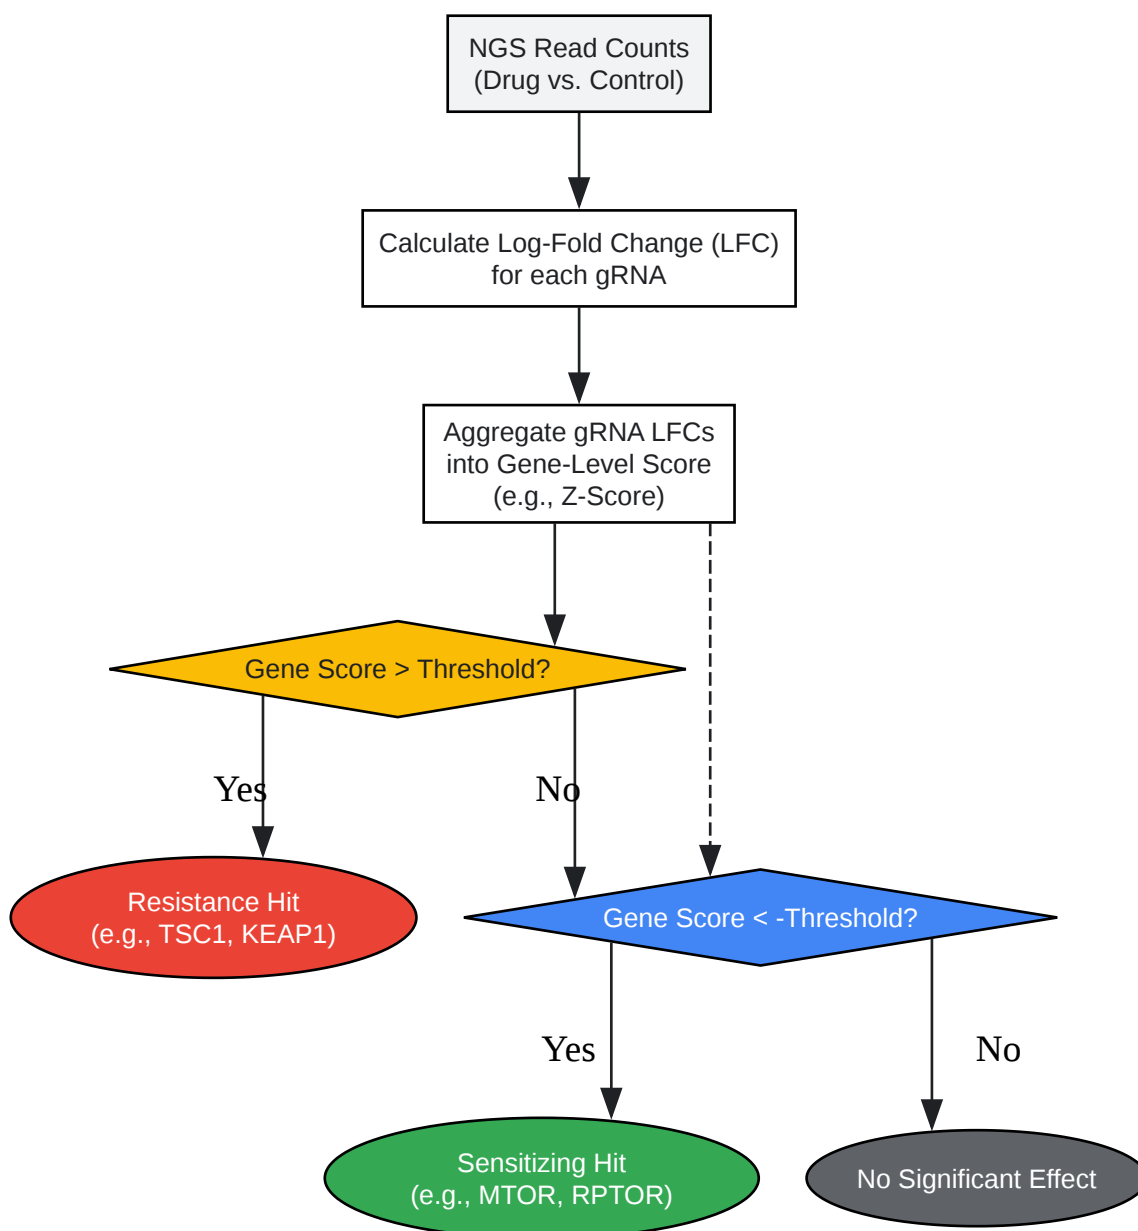 NGS Read Counts
(Drug vs. Control)
Calculate Log-Fold Change (LFC)
for each gRNA
Aggregate gRNA LFCs
into Gene-Level Score
(e.g., Z-Score)
Gene Score > Threshold?
Yes
No
Resistance Hit
(e.g., TSC1, KEAP1)
Gene Score < -Threshold?
Yes
No
Sensitizing Hit
(e.g., MTOR, RPTOR)
No Significant Effect